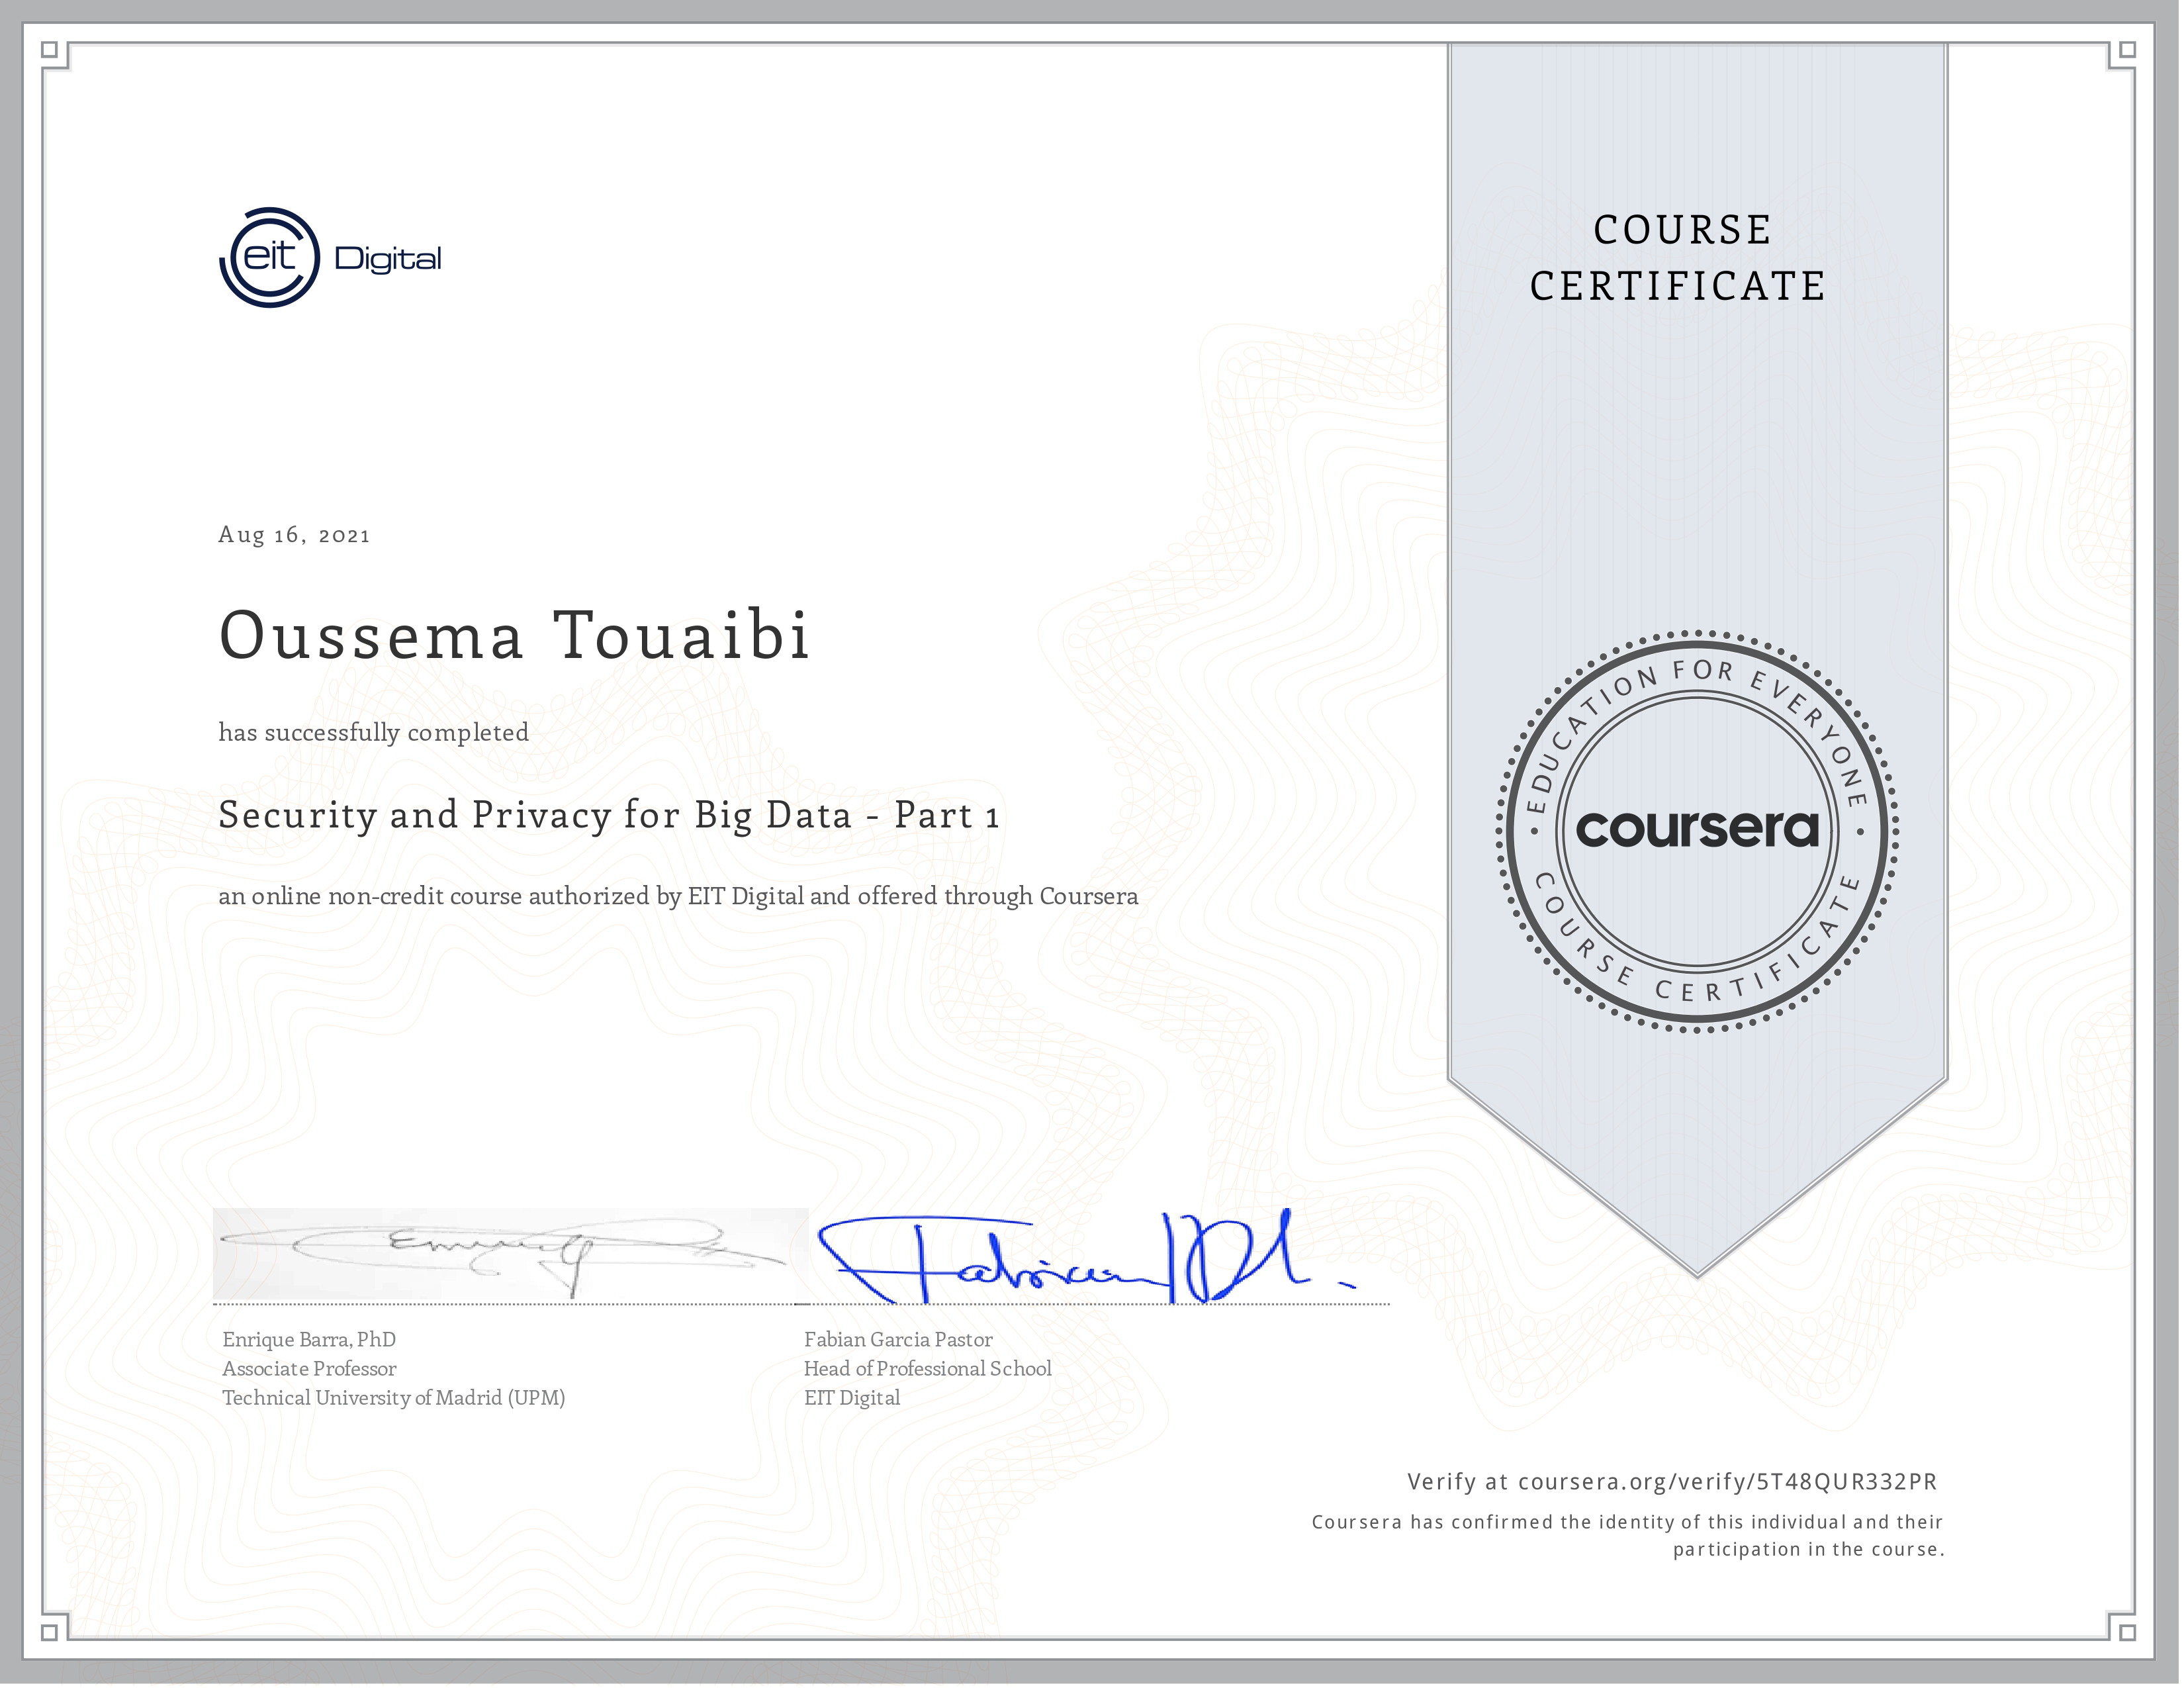 eit Digital
COURSE
CERTIFICATE
Aug 16, 2021
Oussema Touaibi
has successfully completed
Security and Privacy for Big Data - Part 1
an online non-credit course authorized by EIT Digital and offered through Coursera
EDUCATION FOR EVERYONE
coursera
COURSE CERTIFICATE
Enrique Barra, PhD
Associate Professor
Technical University of Madrid (UPM)
Fabian Garcia Pastor
Head of Professional School
EIT Digital
Verify at coursera.org/verify/5T48QUR332PR
Coursera has confirmed the identity of this individual and their
participation in the course.